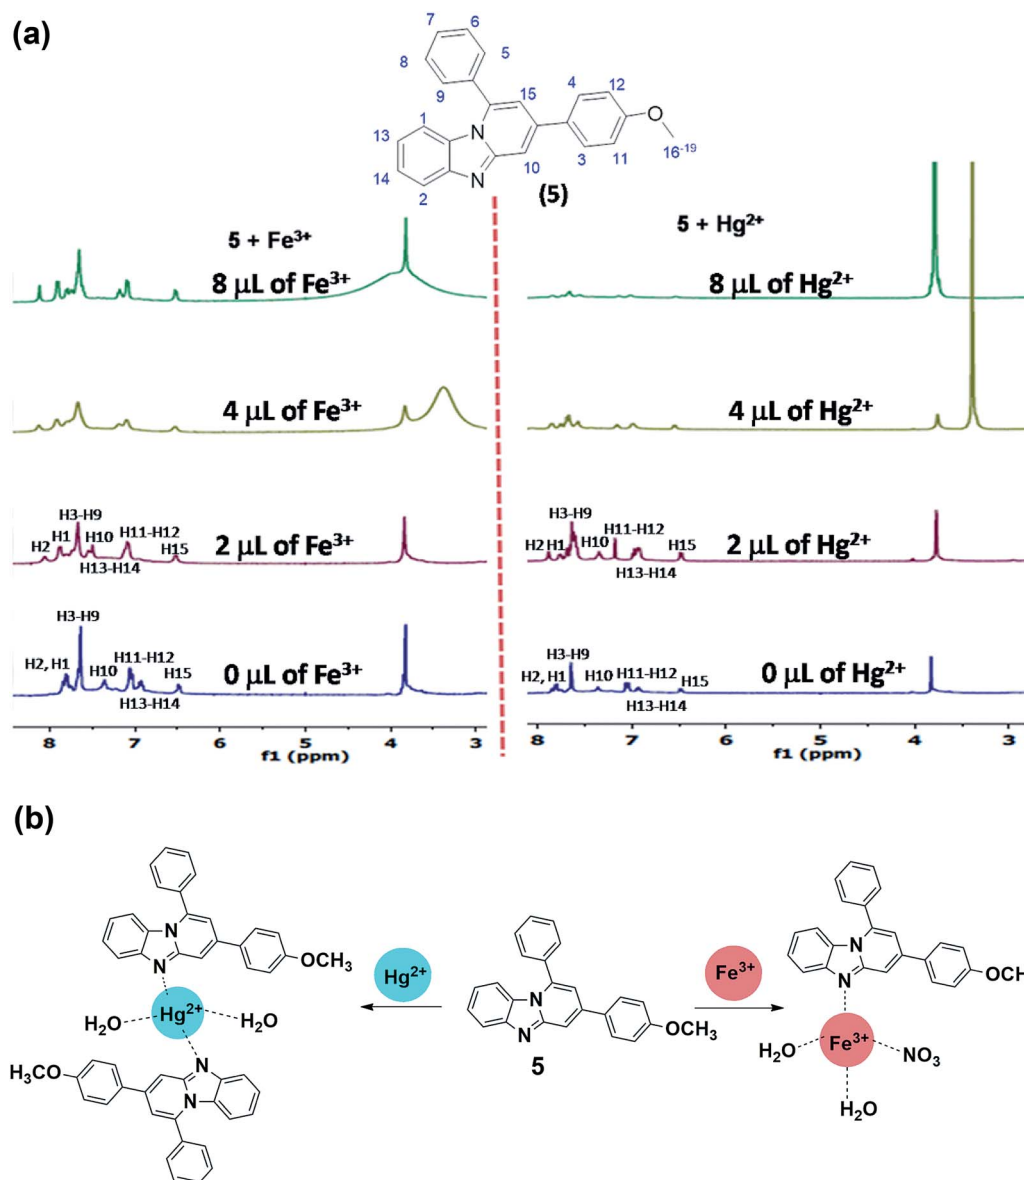 (a)
7 6
8 5
9 15 4 12
1
13 N O
14 10 3 11 16-19
2 N
(5)
5 + Fe³⁺
8 µL of Fe³⁺
4 µL of Fe³⁺
H3-H9
H2 H1 H10 H11-H12
2 µL of Fe³⁺
H15
H13-H14
H3-H9
H2, H1 H10 H11-H12
0 µL of Fe³⁺
H15
H13-H14
8 7 6 5 4 3
f1 (ppm)
5 + Hg²⁺
8 µL of Hg²⁺
4 µL of Hg²⁺
H3-H9
H2 H1 H10 H11-H12
2 µL of Hg²⁺
H15
H13-H14
H3-H9
H2, H1 H10 H11-H12
0 µL of Hg²⁺
H15
H13-H14
8 7 6 5 4 3
f1 (ppm)
(b)
N
N
OCH₃
Hg²⁺
H₂O H₂O
N
H₃CO
N
Hg²⁺
N
N
OCH₃
5
Fe³⁺
N
N
OCH
Fe³⁺
H₂O NO₃
H₂O